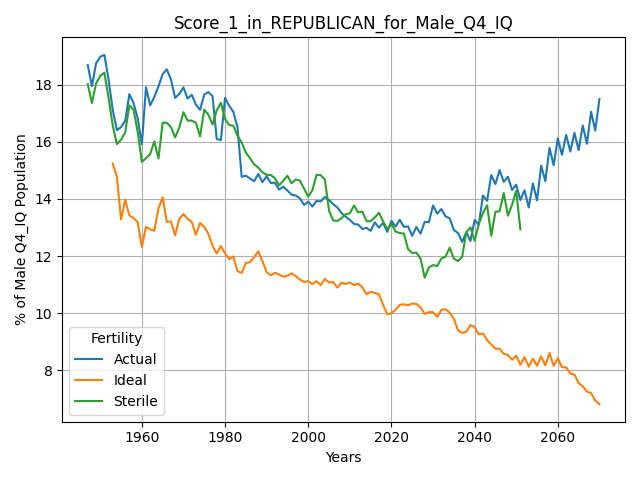 Score_1_in_REPUBLICAN_for_Male_Q4_IQ
% of Male Q4_IQ Population
18
16
14
12
10
8
Fertility
Actual
Ideal
Sterile
1960
1980
2000
2020
2040
2060
Years